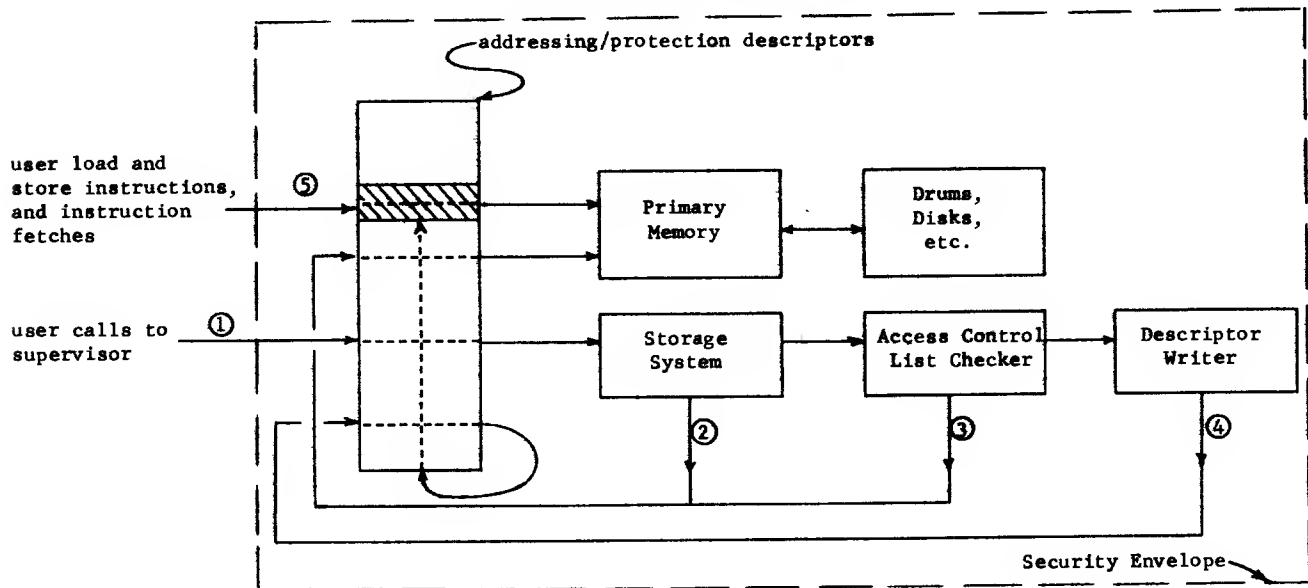 addressing/protection descriptors
user load and
store instructions,
and instruction
fetches
⑤
Primary
Memory
Drums,
Disks,
etc.
user calls to
supervisor
①
Storage
System
Access Control
List Checker
Descriptor
Writer
②
③
④
Security Envelope